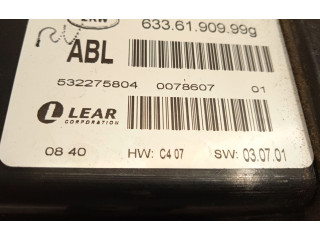 633.61.909.99g
ABL
532275804 0078607 01
LEAR
CORPORATION
08 40 HW: C4 07 SW: 03.07.01